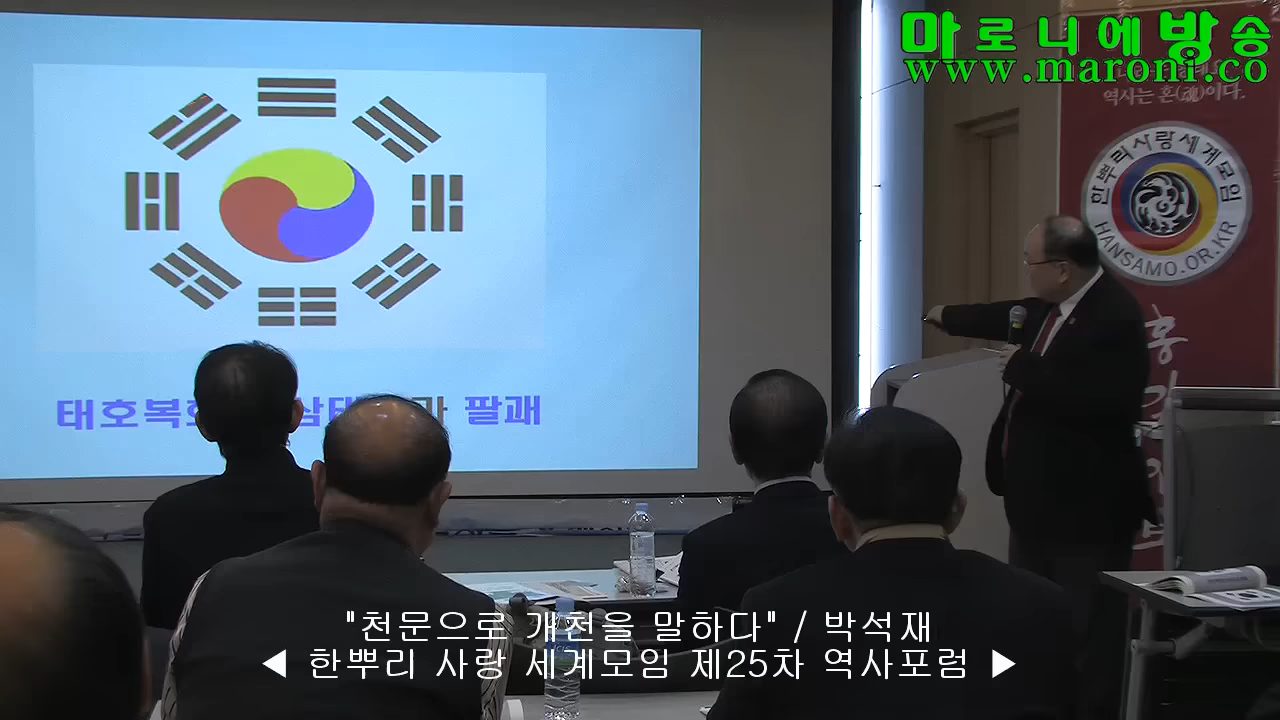 마로니에방송
www.maroni.co
역사는 혼(魂)이다.
한뿌리사랑세계모임
HANSAMO.OR.KR
태호복 팔괘
"천문으로 개천을 말하다" / 박석재
◀ 한뿌리 사랑 세계모임 제25차 역사포럼 ▶